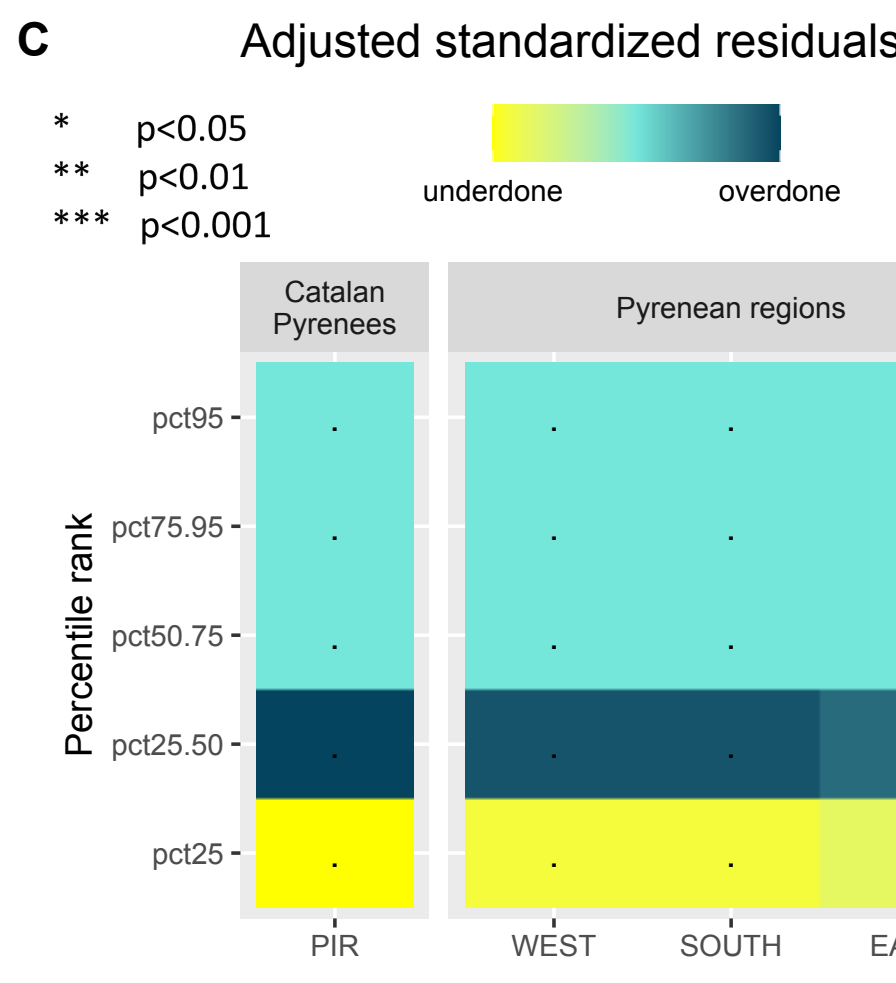 C
Adjusted standardized residuals
* p<0.05
** p<0.01
*** p<0.001
underdone overdone
Catalan
Pyrenees
Pyrenean regions
Percentile rank
pct95
pct75.95
pct50.75
pct25.50
pct25
PIR WEST SOUTH